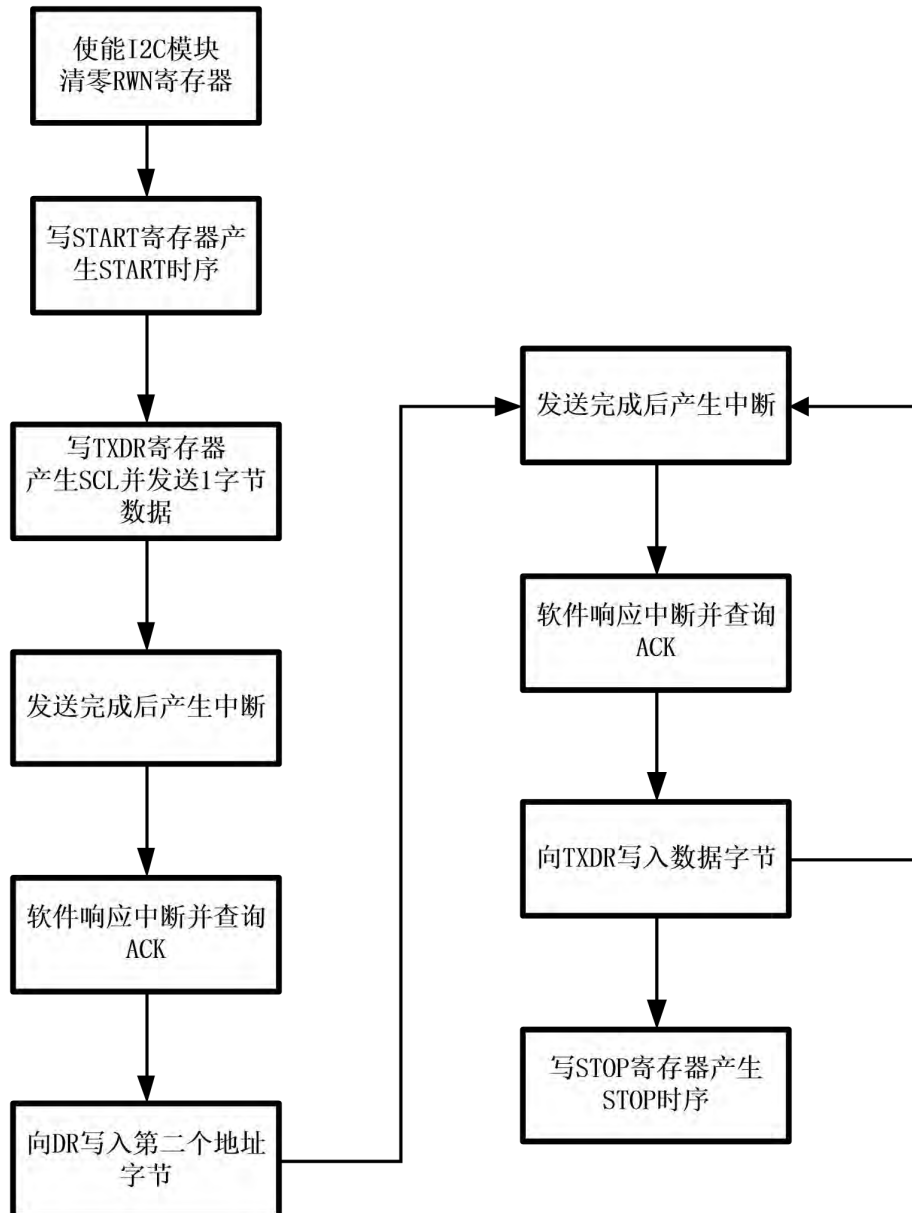 使能I2C模块
清零RWN寄存器
写START寄存器产
生START时序
写TXDR寄存器
产生SCL并发送1字节
数据
发送完成后产生中断
软件响应中断并查询
ACK
向DR写入第二个地址
字节
发送完成后产生中断
软件响应中断并查询
ACK
向TXDR写入数据字节
写STOP寄存器产生
STOP时序